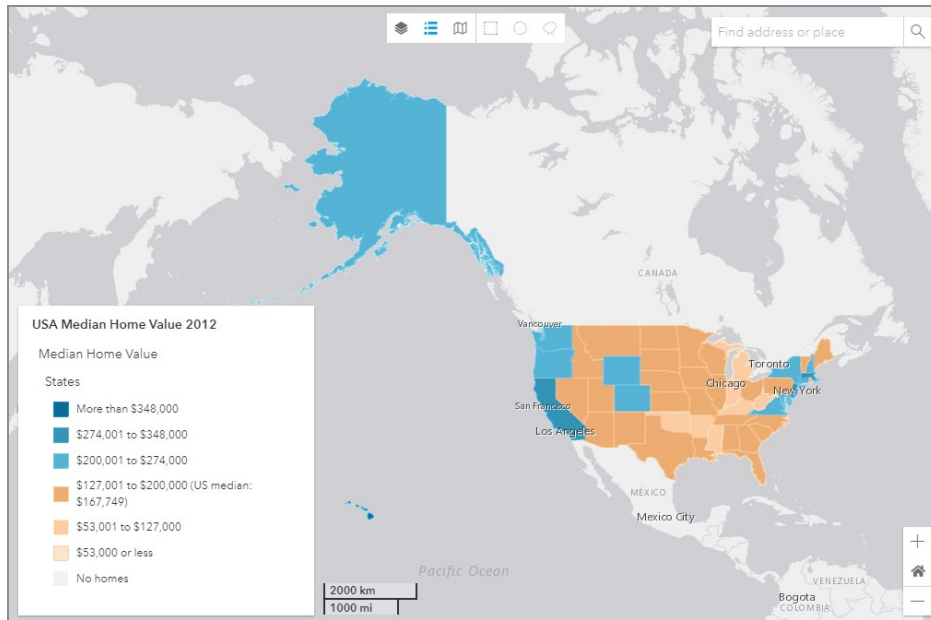 Find address or place
CANADA
Vancouver
Toronto
Chicago
New York
San Francisco
Los Angeles
MÉXICO
Mexico City
Pacific Ocean
VENEZUELA
Bogota
COLOMBIA
USA Median Home Value 2012
Median Home Value
States
More than $348,000
$274,001 to $348,000
$200,001 to $274,000
$127,001 to $200,000 (US median:
$167,749)
$53,001 to $127,000
$53,000 or less
No homes
2000 km
1000 mi